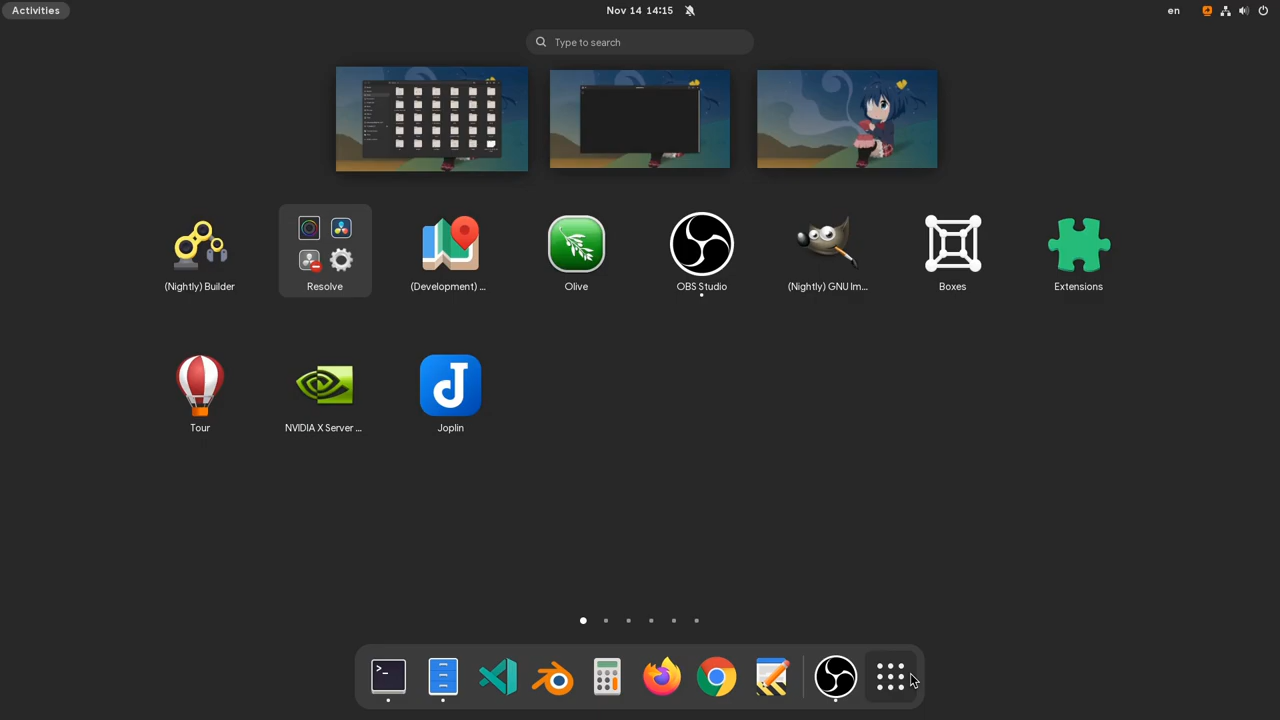 Activities
Nov 14 14:15
en
Type to search
(Nightly) Builder
Resolve
(Development) ...
Olive
OBS Studio
(Nightly) GNU Im...
Boxes
Extensions
Tour
NVIDIA X Server ...
Joplin